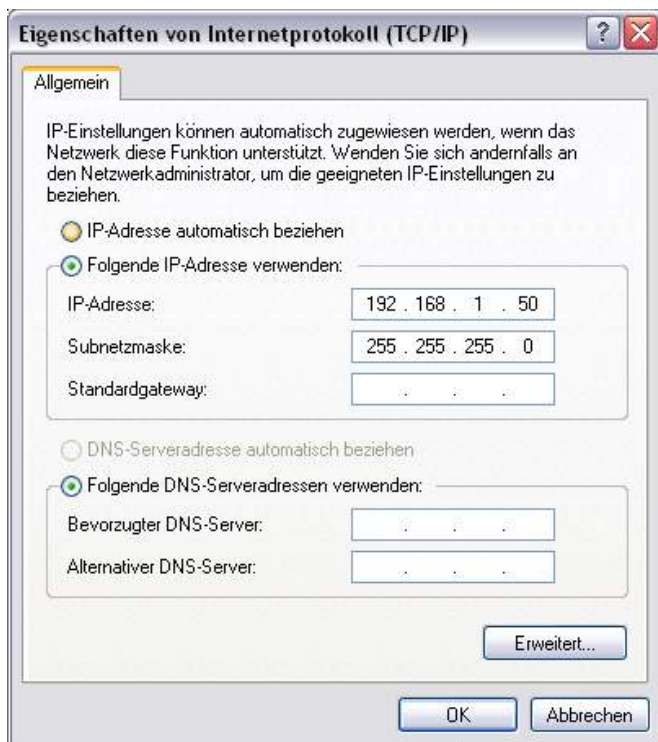 Eigenschaften von Internetprotokoll (TCP/IP)
Allgemein
IP-Einstellungen können automatisch zugewiesen werden, wenn das
Netzwerk diese Funktion unterstützt. Wenden Sie sich andernfalls an
den Netzwerkadministrator, um die geeigneten IP-Einstellungen zu
beziehen.
IP-Adresse automatisch beziehen
Folgende IP-Adresse verwenden:
IP-Adresse: 192 . 168 . 1 . 50
Subnetzmaske: 255 . 255 . 255 . 0
Standardgateway: . . .
DNS-Serveradresse automatisch beziehen
Folgende DNS-Serveradressen verwenden:
Bevorzugter DNS-Server: . . .
Alternativer DNS-Server: . . .
Erweitert...
OK Abbrechen